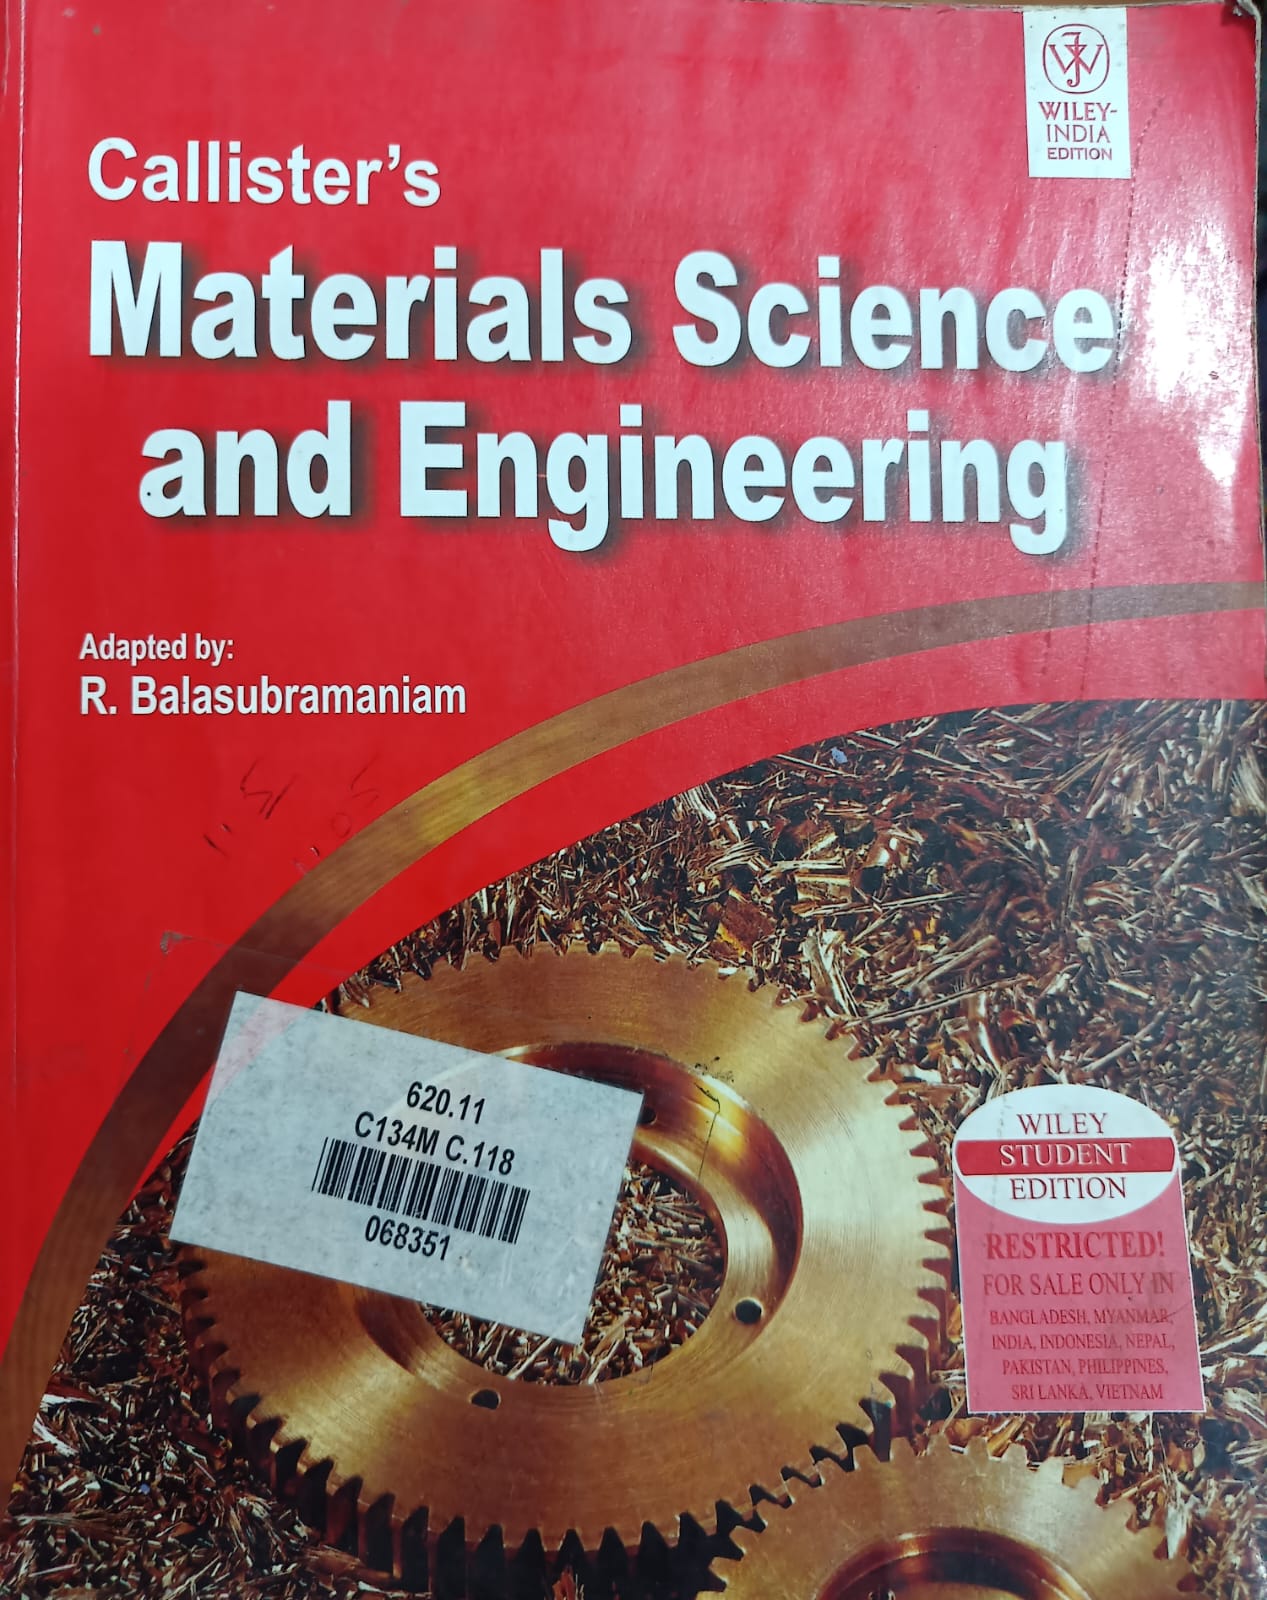 WILEY-
INDIA
EDITION
Callister's
Materials Science
and Engineering
Adapted by:
R. Balasubramaniam
620.11
C134M C.118
068351
WILEY
STUDENT
EDITION
RESTRICTED!
FOR SALE ONLY IN
BANGLADESH, MYANMAR,
INDIA, INDONESIA, NEPAL,
PAKISTAN, PHILIPPINES,
SRI LANKA, VIETNAM